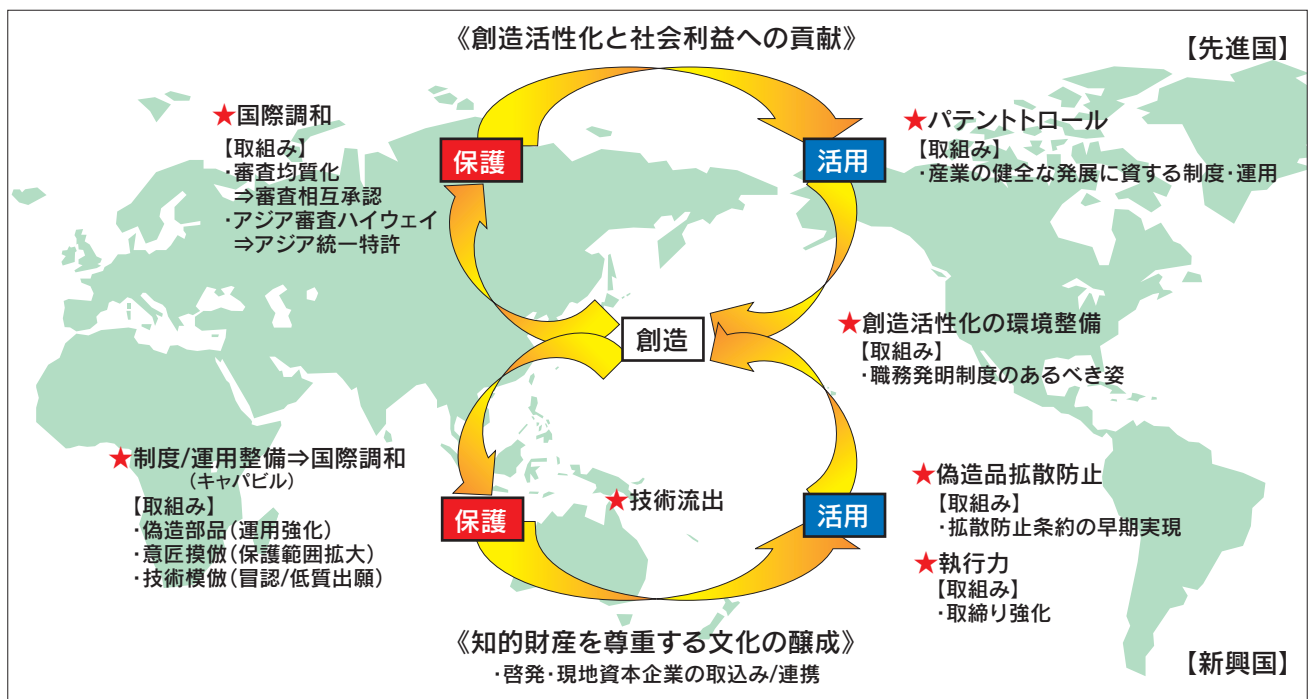 《創造活性化と社会利益への貢献》
【先進国】
★国際調和
【取組み】
・審査均質化
⇒審査相互承認
・アジア審査ハイウェイ
⇒アジア統一特許
保護
活用
★パテントトロール
【取組み】
・産業の健全な発展に資する制度・運用
創造
★創造活性化の環境整備
【取組み】
・職務発明制度のあるべき姿
★制度/運用整備⇒国際調和
(キャパビル)
【取組み】
・偽造部品(運用強化)
・意匠摸倣(保護範囲拡大)
・技術模倣(冒認/低質出願)
保護
★技術流出
活用
★偽造品拡散防止
【取組み】
・拡散防止条約の早期実現
★執行力
【取組み】
・取締り強化
《知的財産を尊重する文化の醸成》
・啓発・現地資本企業の取込み/連携
【新興国】